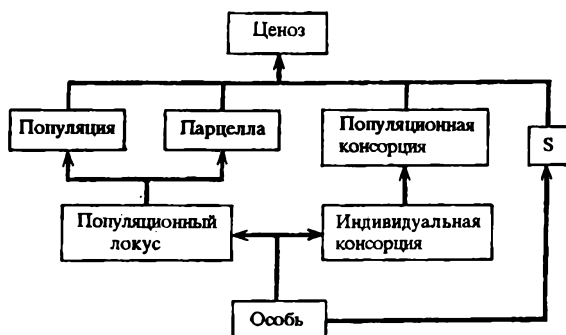 Ценоз
Популяция
Парцелла
Популяционная
консорция
S
Популяционный
локус
Индивидуальная
консорция
Особь